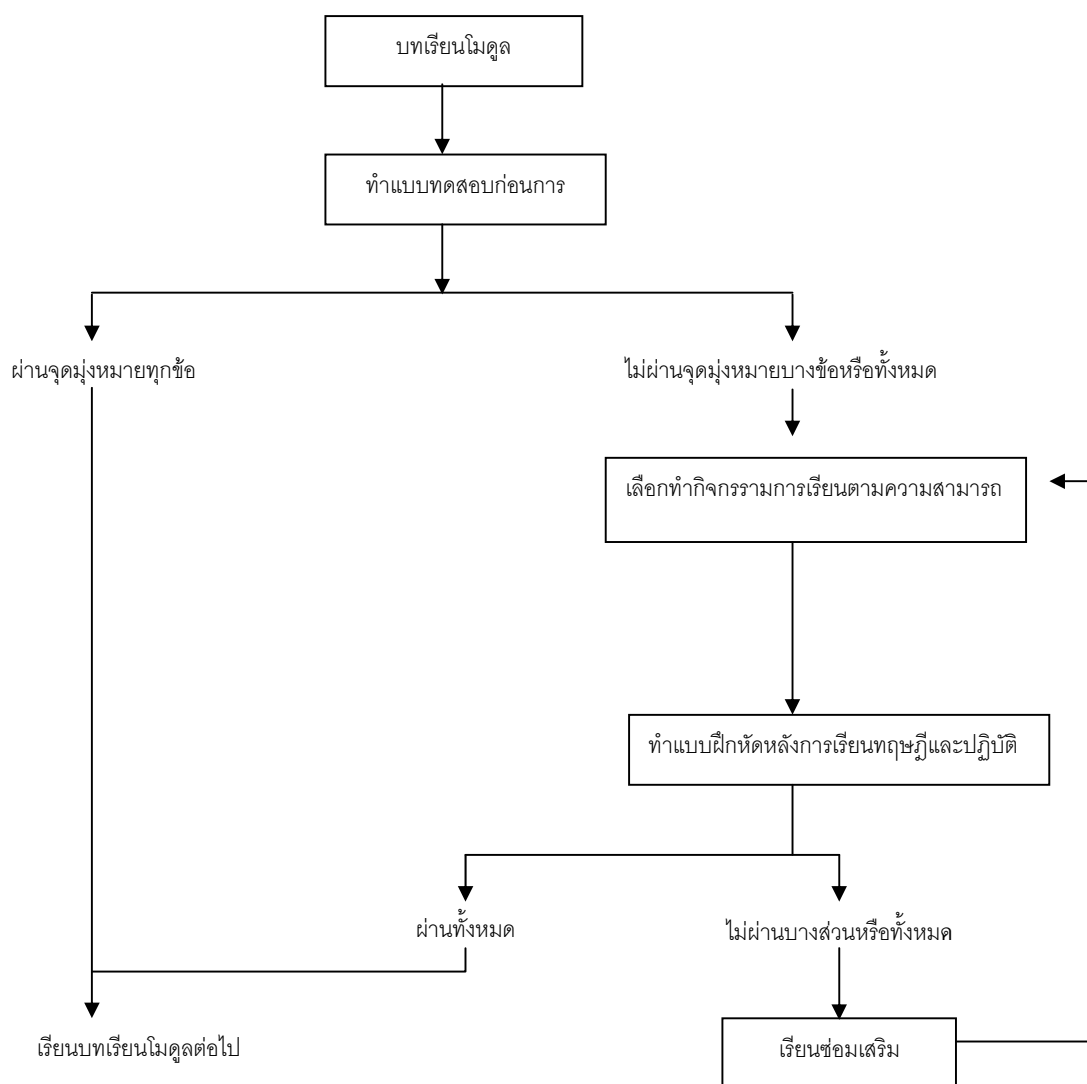 บทเรียนโมดูล
ทำแบบทดสอบก่อนการ
ผ่านจุดมุ่งหมายทุกข้อ
ไม่ผ่านจุดมุ่งหมายบางข้อหรือทั้งหมด
เลือกทำกิจกรรามการเรียนตามความสามารถ
ทำแบบฝึกหัดหลังการเรียนทฤษฎีและปฏิบัติ
ผ่านทั้งหมด
ไม่ผ่านบางส่วนหรือทั้งหมด
เรียนบทเรียนโมดูลต่อไป
เรียนซ่อมเสริม